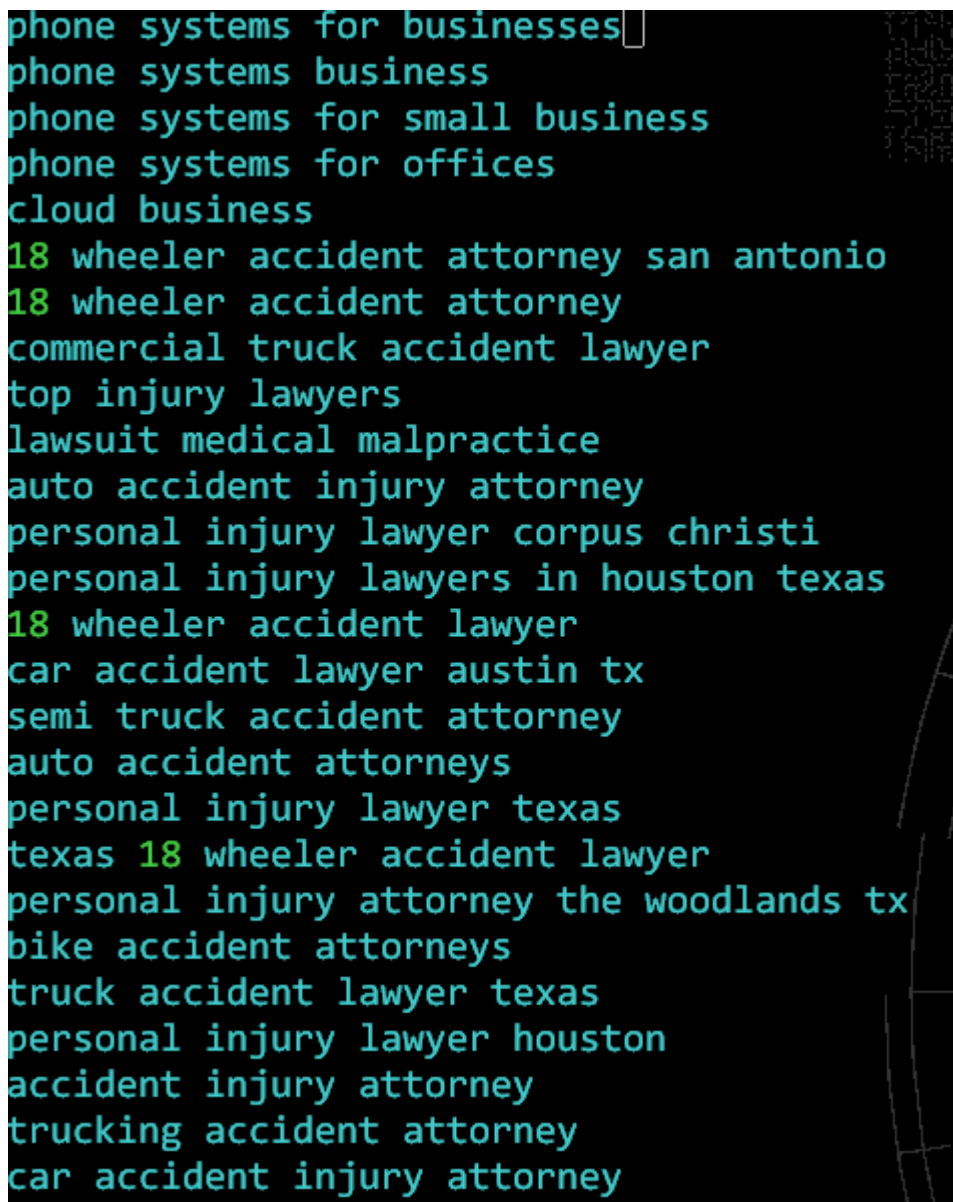 phone systems for businesses
phone systems business
phone systems for small business
phone systems for offices
cloud business
18 wheeler accident attorney san antonio
18 wheeler accident attorney
commercial truck accident lawyer
top injury lawyers
lawsuit medical malpractice
auto accident injury attorney
personal injury lawyer corpus christi
personal injury lawyers in houston texas
18 wheeler accident lawyer
car accident lawyer austin tx
semi truck accident attorney
auto accident attorneys
personal injury lawyer texas
texas 18 wheeler accident lawyer
personal injury attorney the woodlands tx
bike accident attorneys
truck accident lawyer texas
personal injury lawyer houston
accident injury attorney
trucking accident attorney
car accident injury attorney